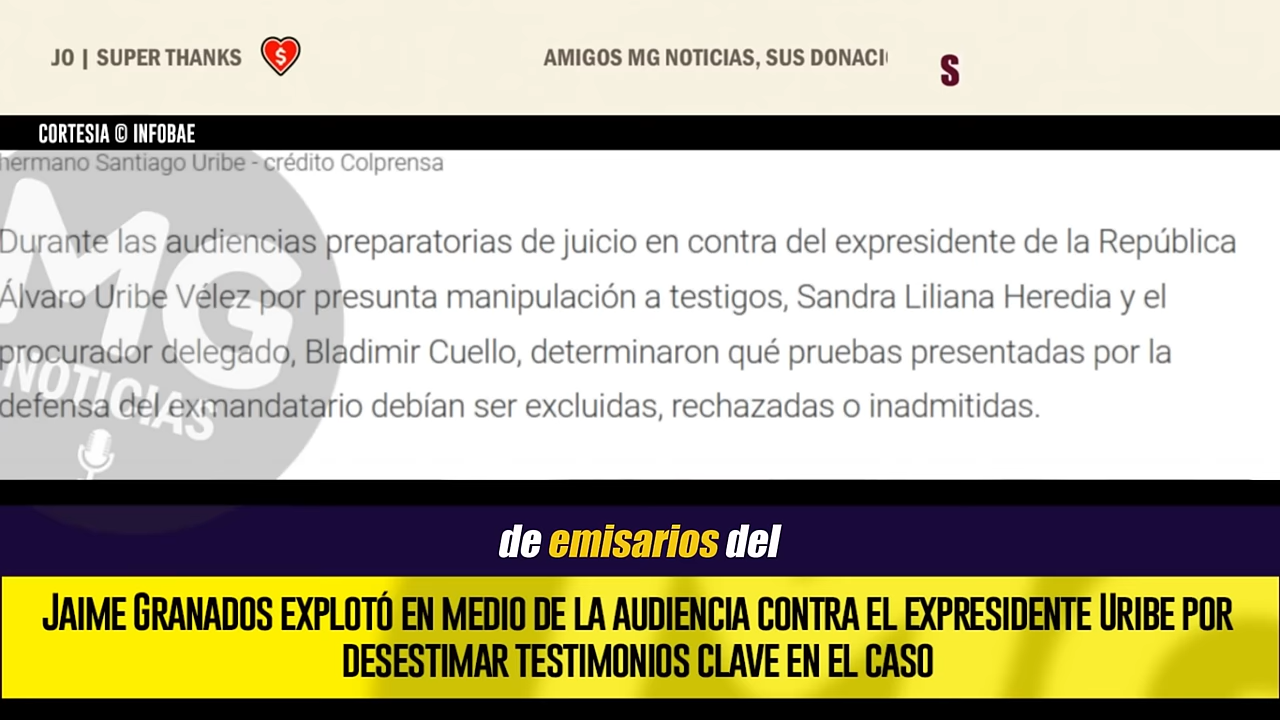 JO | SUPER THANKS
AMIGOS MG NOTICIAS, SUS DONACI
S
CORTESIA © INFOBAE
hermano Santiago Uribe - crédito Colprensa
Durante las audiencias preparatorias de juicio en contra del expresidente de la República
Álvaro Uribe Vélez por presunta manipulación a testigos, Sandra Liliana Heredia y el
procurador delegado, Bladimir Cuello, determinaron qué pruebas presentadas por la
defensa del exmandatario debían ser excluidas, rechazadas o inadmitidas.
MG
NOTICIAS
de emisarios del
JAIME GRANADOS EXPLOTÓ EN MEDIO DE LA AUDIENCIA CONTRA EL EXPRESIDENTE URIBE POR
DESESTIMAR TESTIMONIOS CLAVE EN EL CASO